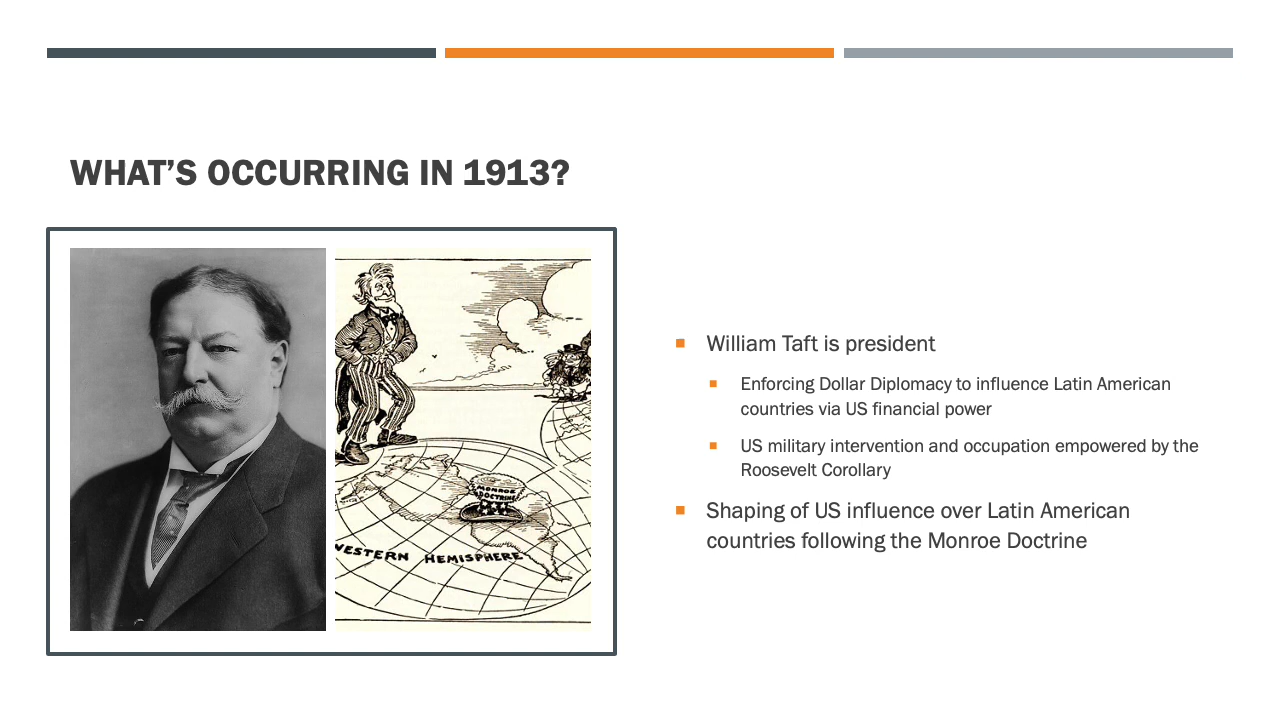 WHAT'S OCCURRING IN 1913?
MONROE
DOCTRINE
WESTERN HEMISPHERE
William Taft is president
Enforcing Dollar Diplomacy to influence Latin American
countries via US financial power
US military intervention and occupation empowered by the
Roosevelt Corollary
Shaping of US influence over Latin American
countries following the Monroe Doctrine